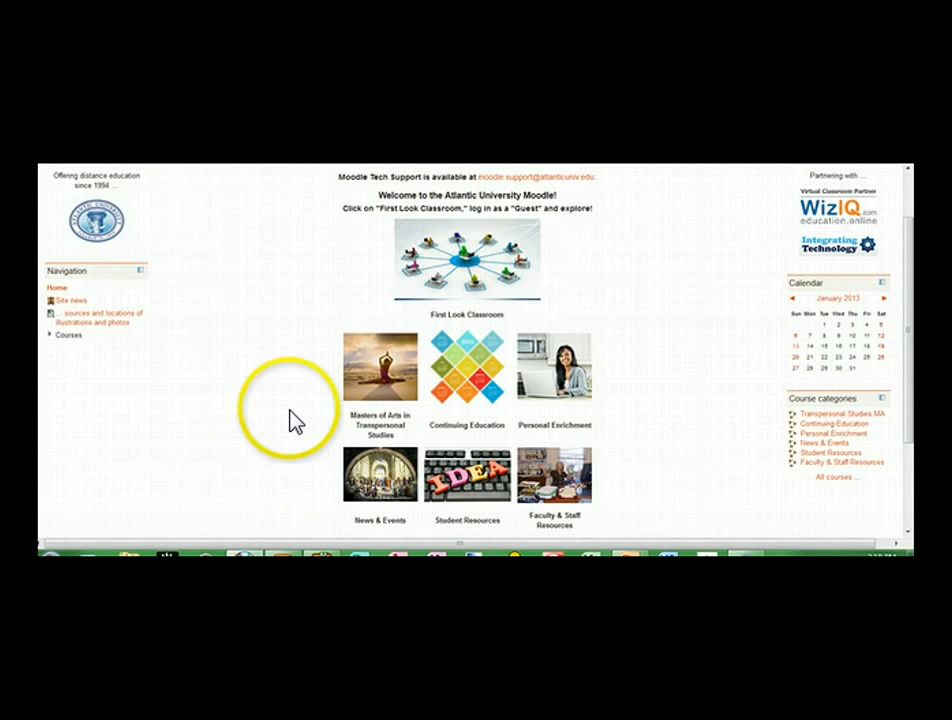 Offering distance education
since 1994 ...
Navigation
Home
Site news
... sources and locations of
illustrations and photos
Courses
Moodle Tech Support is available at moodle.support@atlanticuniv.edu.
Welcome to the Atlantic University Moodle!
Click on "First Look Classroom," log in as a "Guest" and explore!
First Look Classroom
Masters of Arts in
Transpersonal
Studies
Continuing Education
Personal Enrichment
IDEA
News & Events
Student Resources
Faculty & Staff
Resources
Partnering with ...
Virtual Classroom Partner
WizIQ.com
education.online
Integrating
Technology
Calendar
January 2013
Sun Mon Tue Wed Thu Fri Sat
1 2 3 4 5
6 7 8 9 10 11 12
13 14 15 16 17 18 19
20 21 22 23 24 25 26
27 28 29 30 31
Course categories
Transpersonal Studies MA
Continuing Education
Personal Enrichment
News & Events
Student Resources
Faculty & Staff Resources
All courses ...